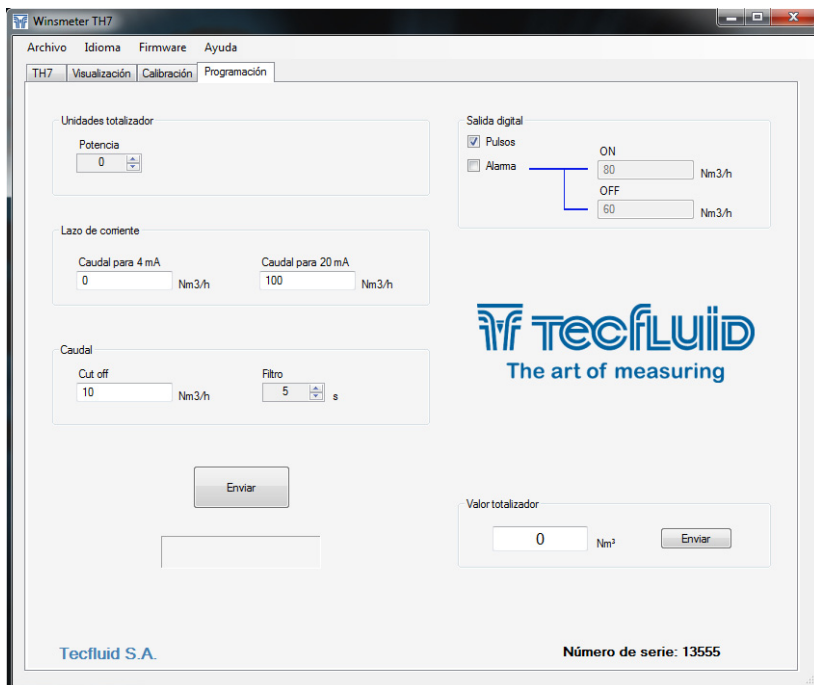 Winsmeter TH7
Archivo Idioma Firmware Ayuda
TH7 Visualización Calibración Programación
Unidades totalizador
Potencia
0
Lazo de corriente
Caudal para 4 mA Caudal para 20 mA
0 Nm3/h 100 Nm3/h
Caudal
Cut off Filtro
10 Nm3/h 5 s
Enviar
Salida digital
Pulsos
Alarma
ON
80 Nm3/h
OFF
60 Nm3/h
TECFLUID
The art of measuring
Valor totalizador
0 Nm³ Enviar
Tecfluid S.A.
Número de serie: 13555